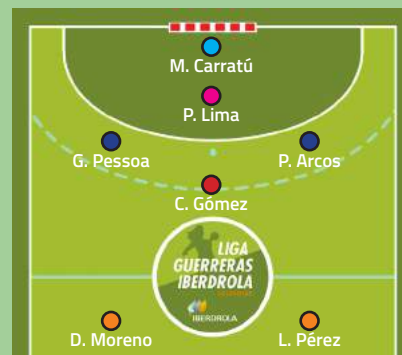 M. Carratú
P. Lima
G. Pessoa
P. Arcos
C. Gómez
LIGA
GUERRERAS
IBERDROLA
IBERDROLA
D. Moreno
L. Pérez